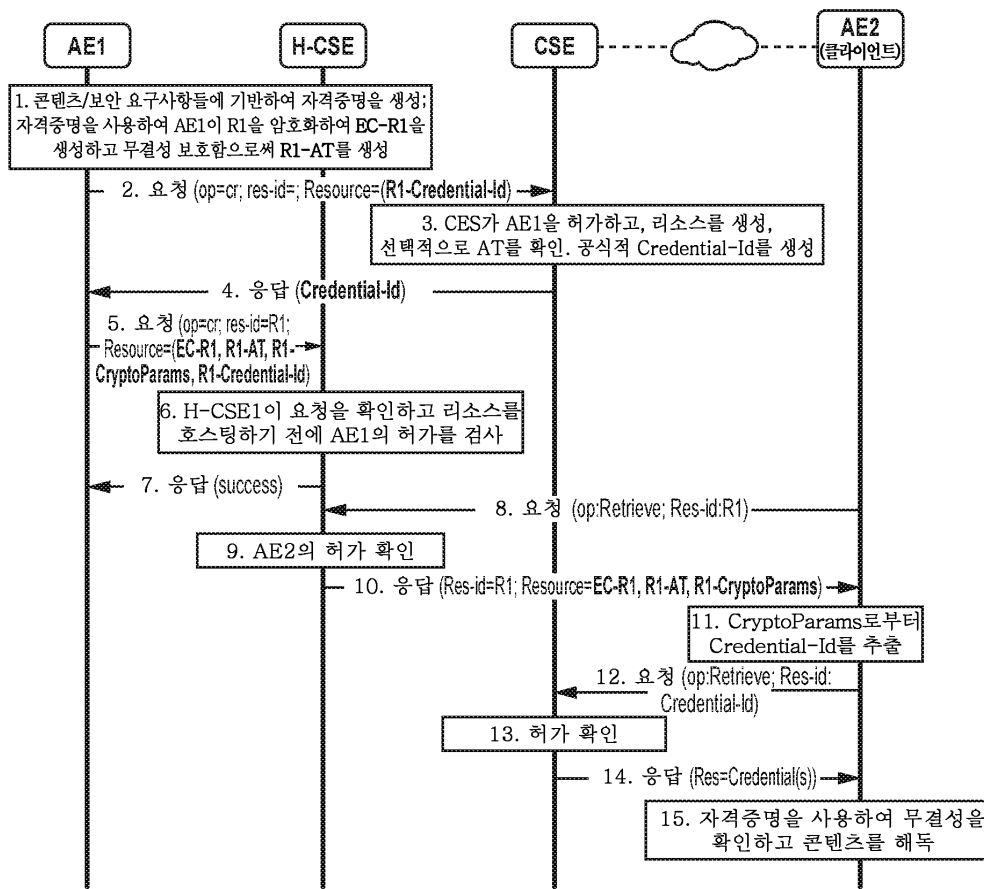 AE1
H-CSE
CSE
AE2
(클라이언트)
1. 콘텐츠/보안 요구사항들에 기반하여 자격증명을 생성;
자격증명을 사용하여 AE1이 R1을 암호화하여 EC-R1을
생성하고 무결성 보호함으로써 R1-AT를 생성
2. 요청 (op=cr; res-id=; Resource=(R1-Credential-Id)
3. CES가 AE1을 허가하고, 리소스를 생성,
선택적으로 AT를 확인. 공식적 Credential-Id를 생성
4. 응답 (Credential-Id)
5. 요청 (op=cr; res-id=R1;
Resource=(EC-R1, R1-AT, R1-
CryptoParams, R1-Credential-Id)
6. H-CSE1이 요청을 확인하고 리소스를
호스팅하기 전에 AE1의 허가를 검사
7. 응답 (success)
8. 요청 (op:Retrieve; Res-id:R1)
9. AE2의 허가 확인
10. 응답 (Res-id=R1; Resource=EC-R1, R1-AT, R1-CryptoParams)
11. CryptoParams로부터
Credential-Id를 추출
12. 요청 (op:Retrieve; Res-id:
Credential-Id)
13. 허가 확인
14. 응답 (Res=Credential(s))
15. 자격증명을 사용하여 무결성을
확인하고 콘텐츠를 해독